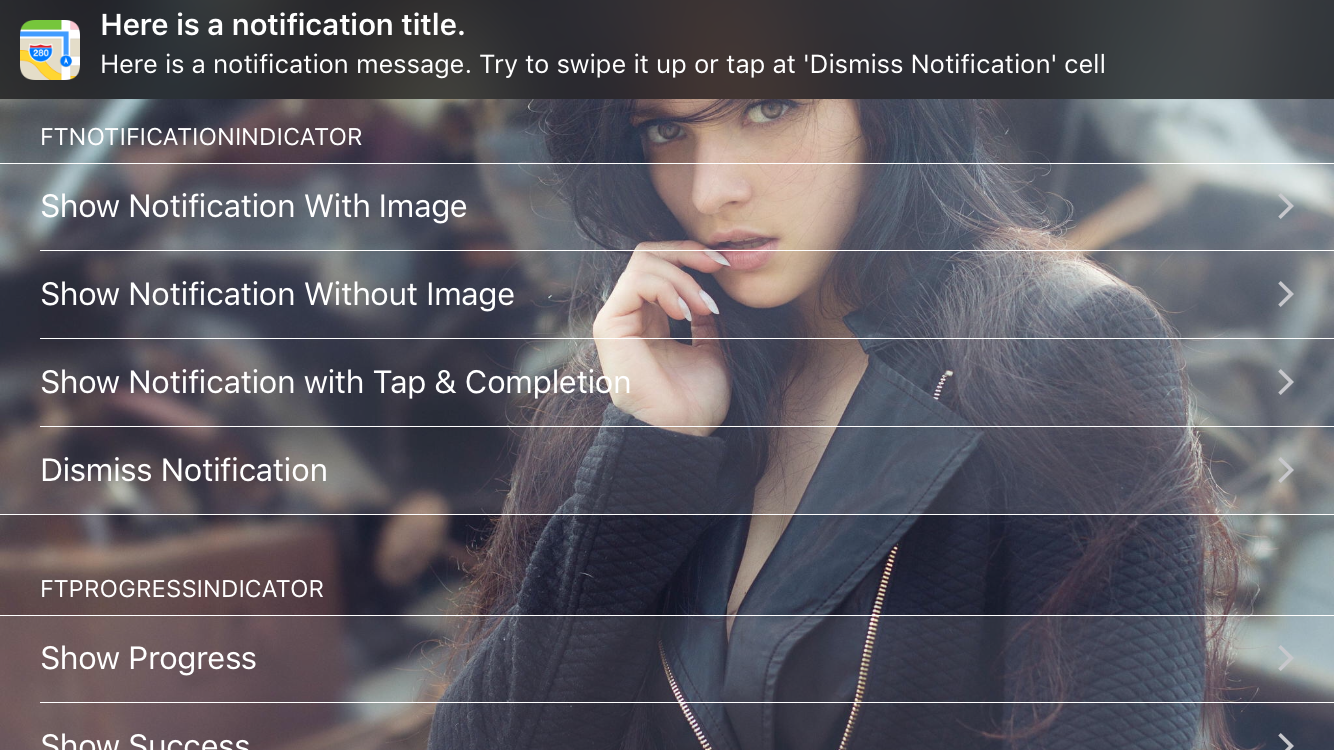 Here is a notification title.
280
Here is a notification message. Try to swipe it up or tap at 'Dismiss Notification' cell
FTNOTIFICATIONINDICATOR
Show Notification With Image
Show Notification Without Image
Show Notification with Tap & Completion
Dismiss Notification
FTPROGRESSINDICATOR
Show Progress
Show Success